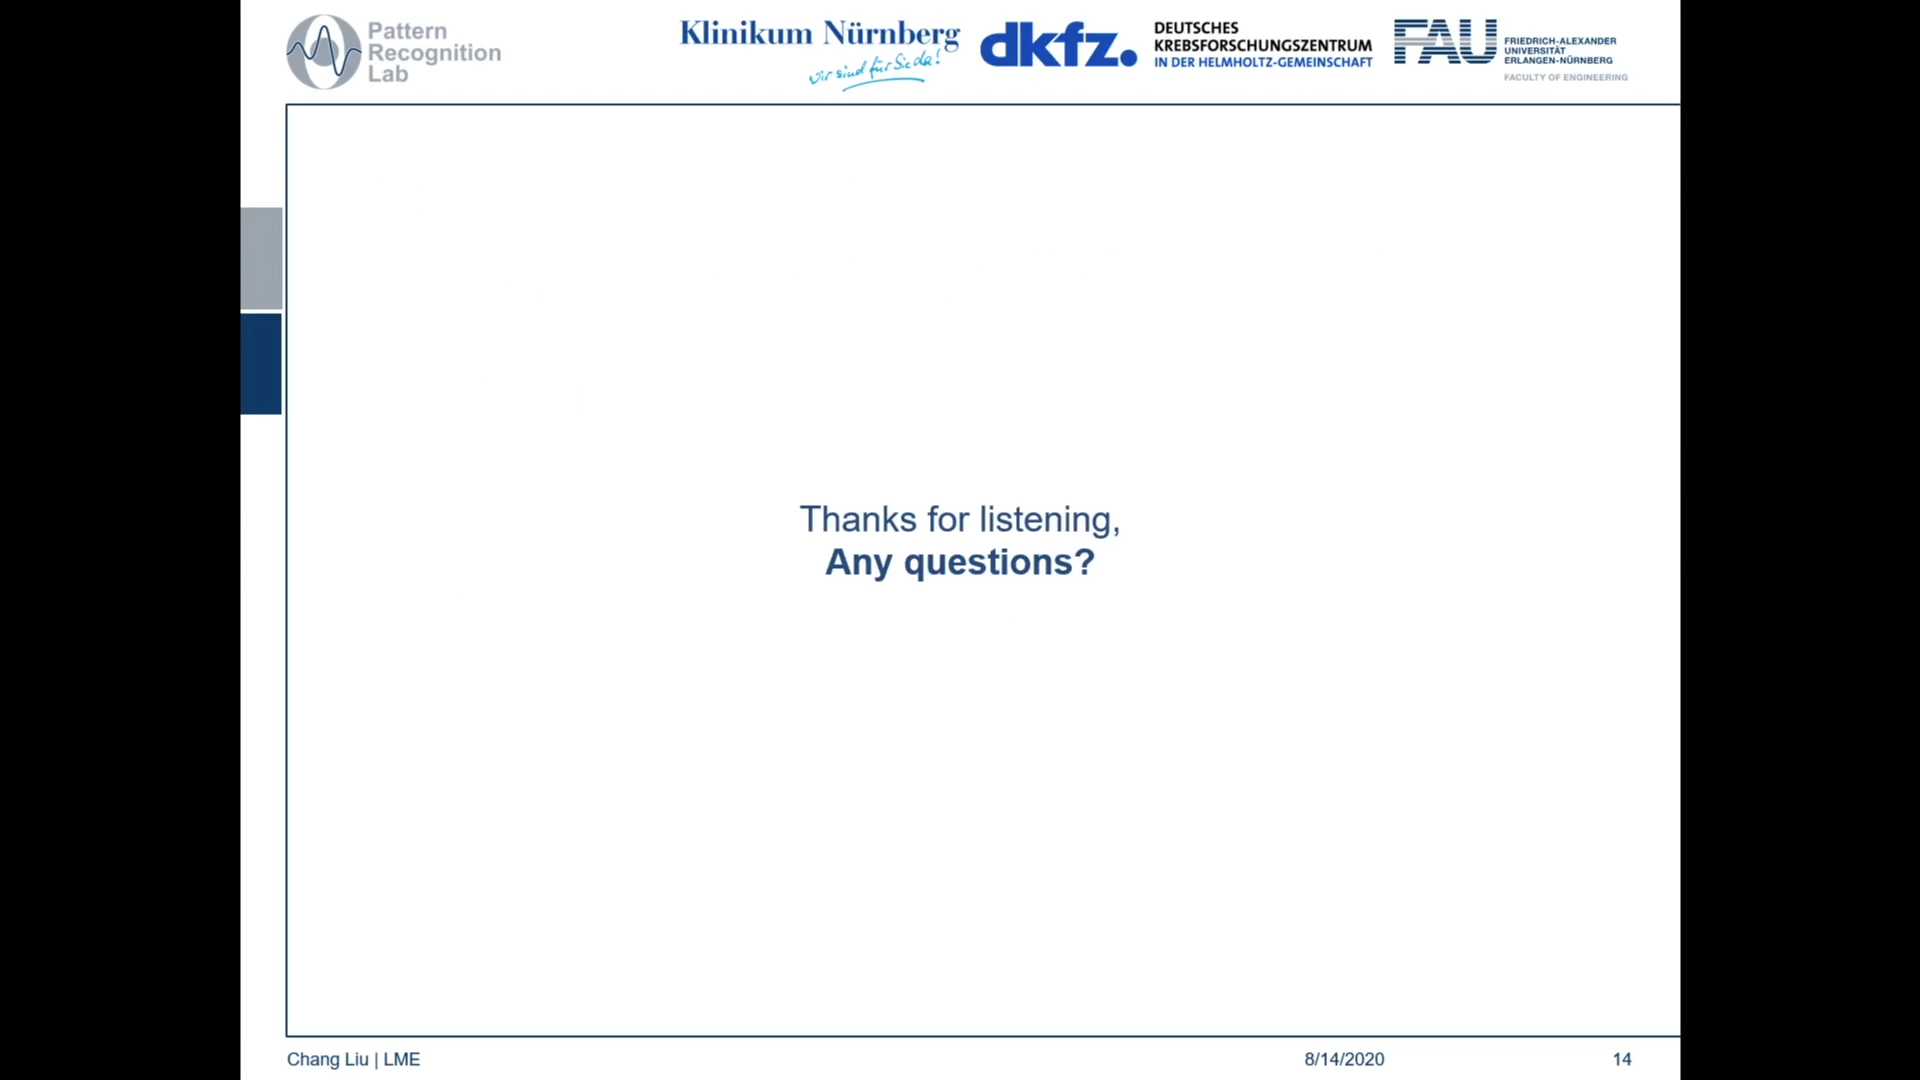 Pattern
Recognition
Lab
Klinikum Nürnberg
Wir sind für Sie da!
dkfz.
DEUTSCHES
KREBSFORSCHUNGSZENTRUM
IN DER HELMHOLTZ-GEMEINSCHAFT
FAU
FRIEDRICH-ALEXANDER
UNIVERSITÄT
ERLANGEN-NÜRNBERG
FACULTY OF ENGINEERING
Thanks for listening,
Any questions?
Chang Liu | LME
8/14/2020
14